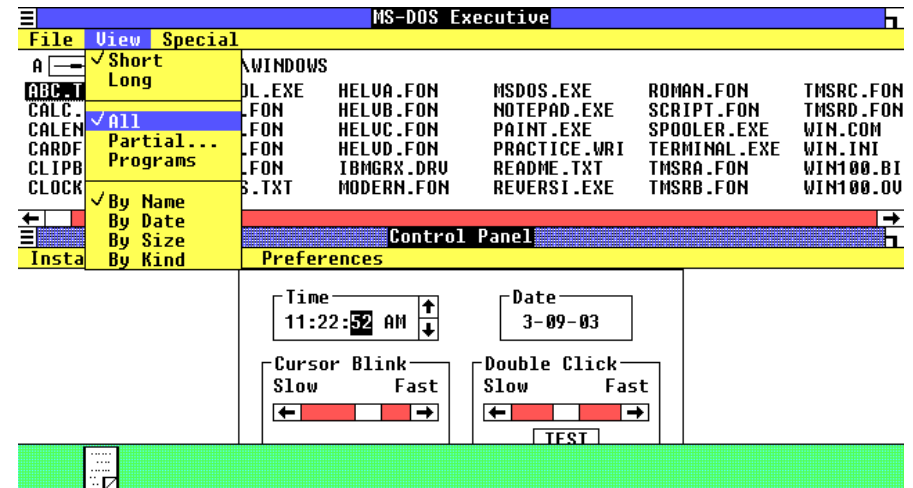 MS-DOS Executive
File View Special
A \WINDOWS
Short
Long
All
Partial...
Programs
By Name
By Date
By Size
By Kind
ABC.T OL.EXE HELVA.FON MSDOS.EXE ROMAN.FON TMSRC.FON
CALC. .FON HELVB.FON NOTEPAD.EXE SCRIPT.FON TMSRD.FON
CALEN .FON HELVC.FON PAINT.EXE SPOOLER.EXE WIN.COM
CARDF .FON HELVD.FON PRACTICE.WRI TERMINAL.EXE WIN.INI
CLIPB .FON IBMGRX.DRV README.TXT TMSRA.FON WIN100.BI
CLOCK S.TXT MODERN.FON REVERSI.EXE TMSRB.FON WIN100.OV
Control Panel
Insta Preferences
Time
11:22:52 AM
Date
3-09-03
Cursor Blink
Slow Fast
Double Click
Slow Fast
TEST